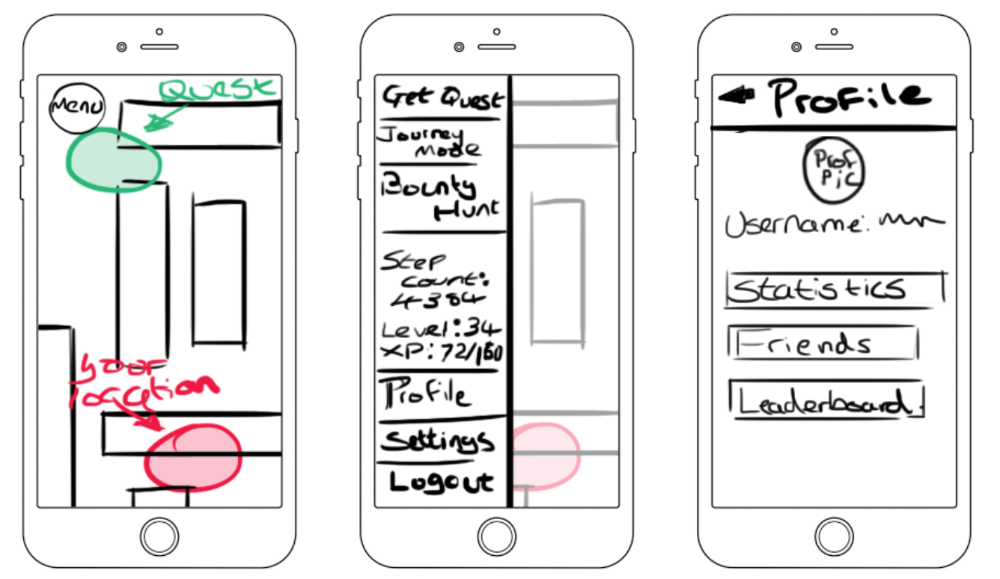 Menu
Quest
your
location
Get Quest
Journey
Mode
Bounty
Hunt
Step
count:
4384
Level:34
XP: 72/160
Profile
Settings
Logout
Profile
Prof
Pic
Username:
Statistics
Friends
Leaderboard.